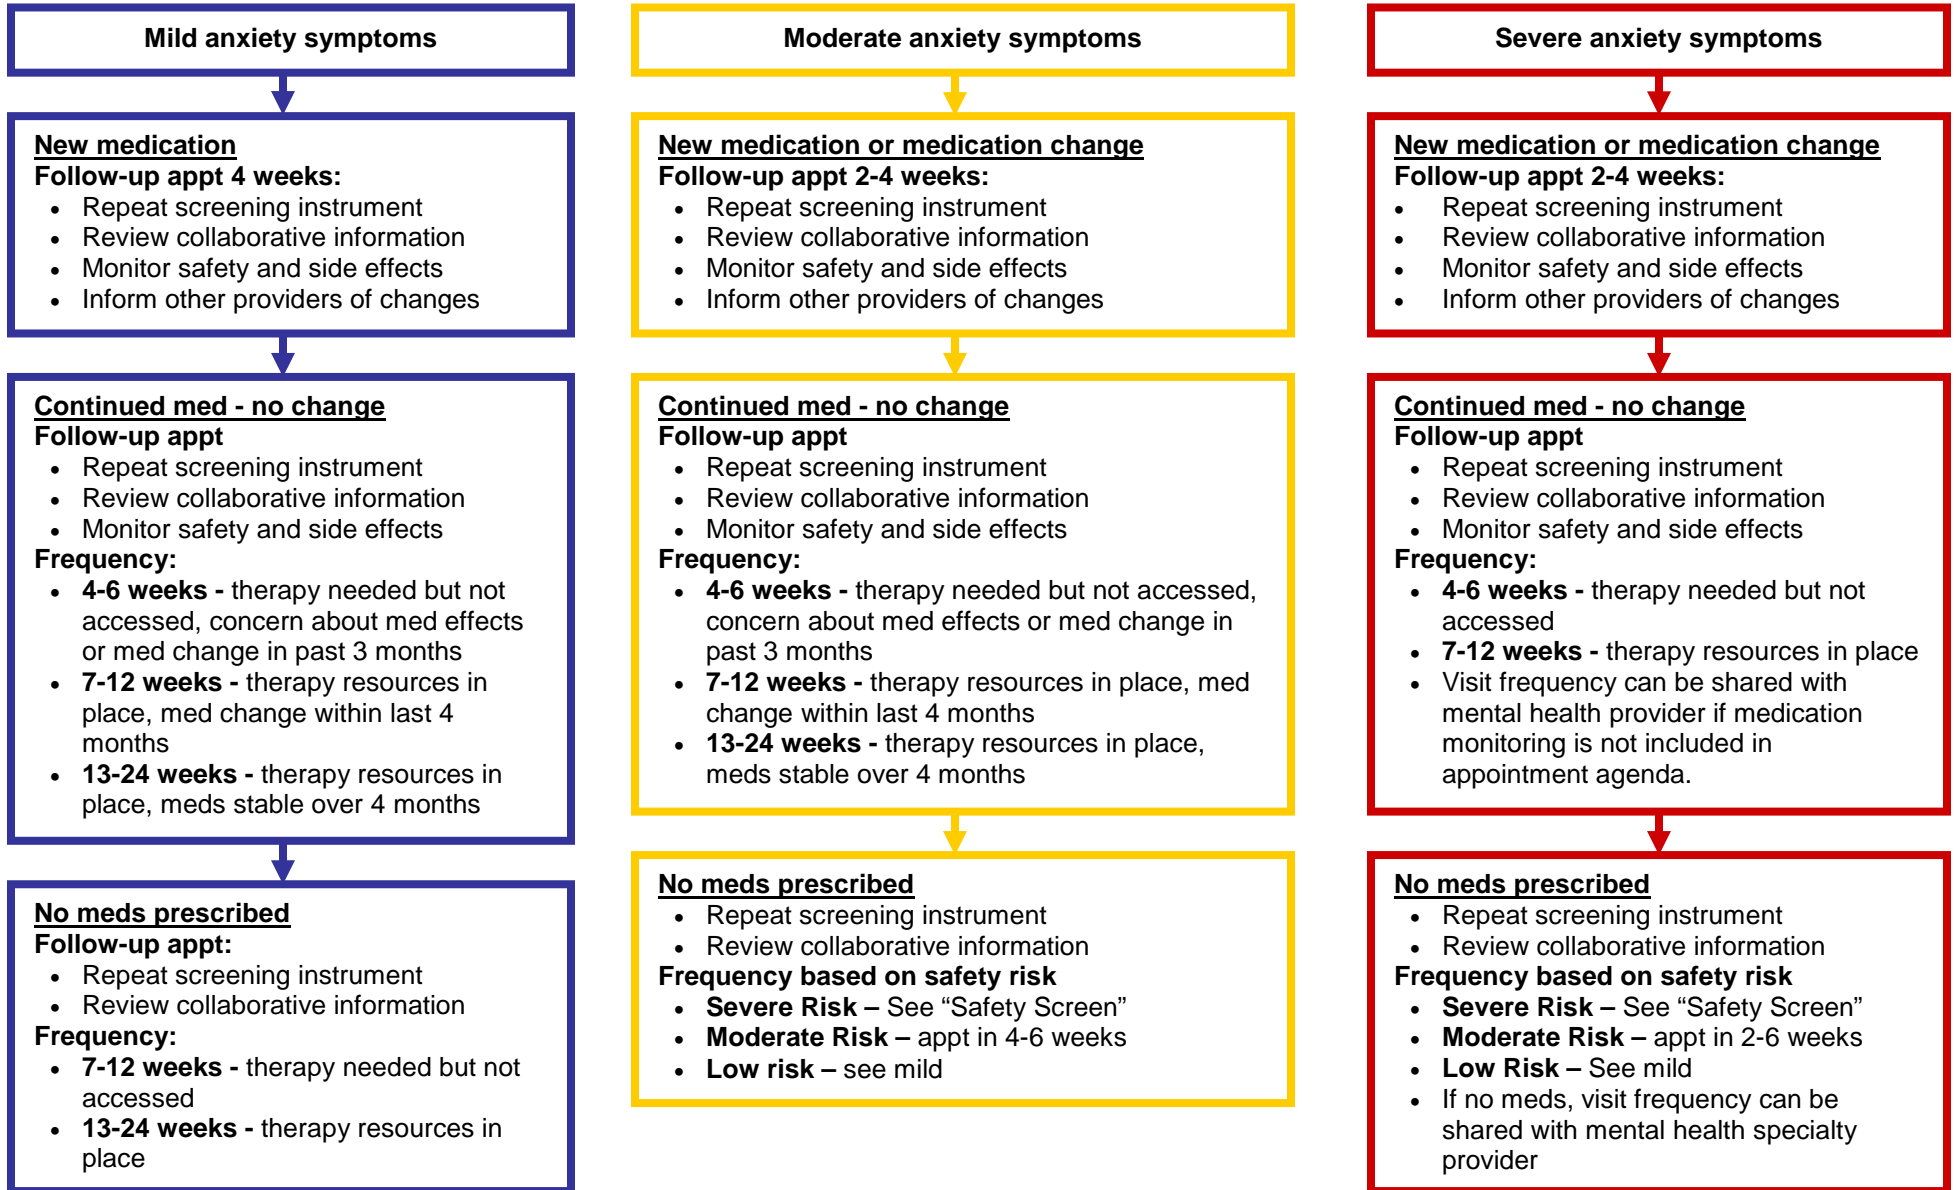 Mild anxiety symptoms
New medication
Follow-up appt 4 weeks:
• Repeat screening instrument
• Review collaborative information
• Monitor safety and side effects
• Inform other providers of changes
Continued med - no change
Follow-up appt
• Repeat screening instrument
• Review collaborative information
• Monitor safety and side effects
Frequency:
• 4-6 weeks - therapy needed but not
accessed, concern about med effects
or med change in past 3 months
• 7-12 weeks - therapy resources in
place, med change within last 4
months
• 13-24 weeks - therapy resources in
place, meds stable over 4 months
No meds prescribed
Follow-up appt:
• Repeat screening instrument
• Review collaborative information
Frequency:
• 7-12 weeks - therapy needed but not
accessed
• 13-24 weeks - therapy resources in
place
Moderate anxiety symptoms
New medication or medication change
Follow-up appt 2-4 weeks:
• Repeat screening instrument
• Review collaborative information
• Monitor safety and side effects
• Inform other providers of changes
Continued med - no change
Follow-up appt
• Repeat screening instrument
• Review collaborative information
• Monitor safety and side effects
Frequency:
• 4-6 weeks - therapy needed but not accessed,
concern about med effects or med change in
past 3 months
• 7-12 weeks - therapy resources in place, med
change within last 4 months
• 13-24 weeks - therapy resources in place,
meds stable over 4 months
No meds prescribed
• Repeat screening instrument
• Review collaborative information
Frequency based on safety risk
• Severe Risk – See “Safety Screen”
• Moderate Risk – appt in 4-6 weeks
• Low risk – see mild
Severe anxiety symptoms
New medication or medication change
Follow-up appt 2-4 weeks:
• Repeat screening instrument
• Review collaborative information
• Monitor safety and side effects
• Inform other providers of changes
Continued med - no change
Follow-up appt
• Repeat screening instrument
• Review collaborative information
• Monitor safety and side effects
Frequency:
• 4-6 weeks - therapy needed but not
accessed
• 7-12 weeks - therapy resources in place
• Visit frequency can be shared with
mental health provider if medication
monitoring is not included in
appointment agenda.
No meds prescribed
• Repeat screening instrument
• Review collaborative information
Frequency based on safety risk
• Severe Risk – See “Safety Screen”
• Moderate Risk – appt in 2-6 weeks
• Low Risk – See mild
• If no meds, visit frequency can be
shared with mental health specialty
provider